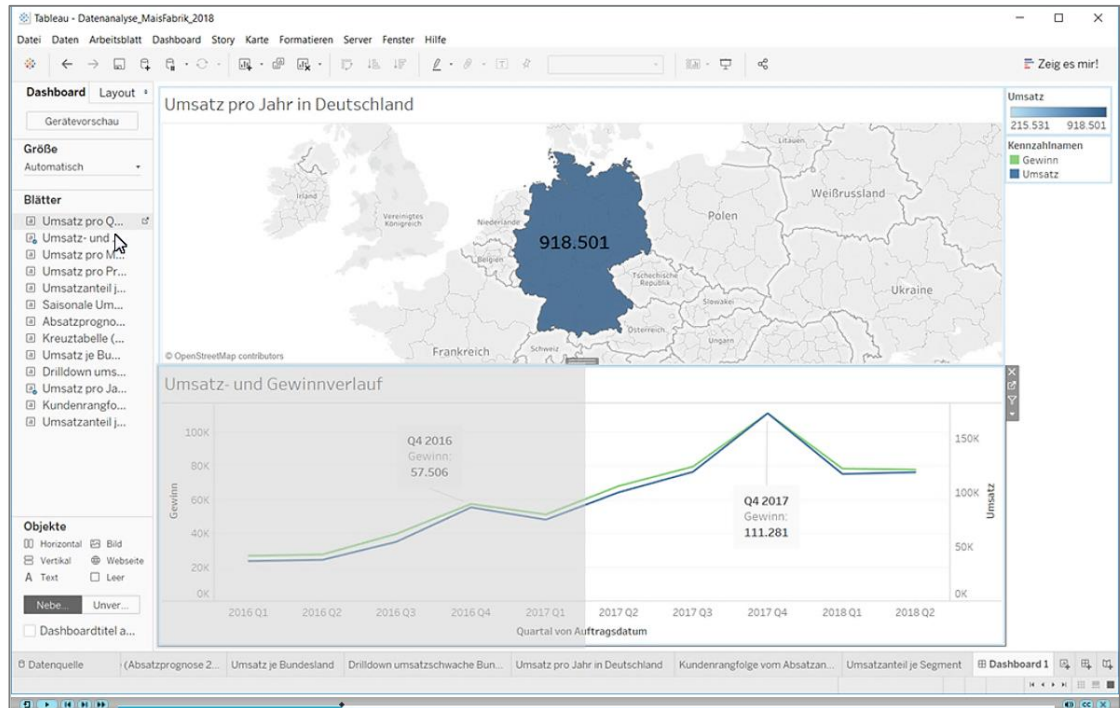 Tableau - Datenanalyse_MaisFabrik_2018
Datei Daten Arbeitsblatt Dashboard Story Karte Formatieren Server Fenster Hilfe
Zeig es mir!
Dashboard Layout
Gerätevorschau
Größe
Automatisch
Blätter
Umsatz pro Q...
Umsatz- und
Umsatz pro M...
Umsatz pro Pr...
Umsatzanteil j...
Saisonale Um...
Absatzprogno...
Kreuztabelle (...
Umsatz je Bu...
Drilldown ums...
Umsatz pro Ja...
Kundenrangfo...
Umsatzanteil j...
Objekte
Horizontal Bild
Vertikal Webseite
A Text Leer
Nebe... Unver...
Dashboardtitel a...
Umsatz pro Jahr in Deutschland
Litauen
Irland
Vereinigtes
Königreich
Niederlande
Weißrussland
Polen
918.501
Belgien
Tschechische
Republik
Ukraine
Slowakei
Österreich
Ungarn
Schweiz
Frankreich
© OpenStreetMap contributors
Umsatz
215.531 918.501
Kennzahlnamen
Gewinn
Umsatz
Umsatz- und Gewinnverlauf
Gewinn
100K
80K
60K
40K
20K
0K
Q4 2016
Gewinn:
57.506
Q4 2017
Gewinn:
111.281
150K
100K
50K
0K
Umsatz
2016 Q1 2016 Q2 2016 Q3 2016 Q4 2017 Q1 2017 Q2 2017 Q3 2017 Q4 2018 Q1 2018 Q2
Quartal von Auftragsdatum
Datenquelle (Absatzprognose 2... Umsatz je Bundesland Drilldown umsatzschwache Bun... Umsatz pro Jahr in Deutschland Kundenrangfolge vom Absatzan... Umsatzanteil je Segment Dashboard 1
CC